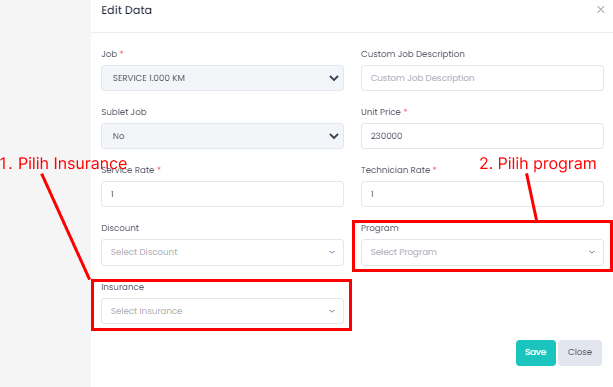 Edit Data
×
Job *
Custom Job Description
SERVICE 1.000 KM
Custom Job Description
Sublet Job
Unit Price *
No
230000
1. Pilih Insurance
2. Pilih program
Service Rate *
Technician Rate *
1
1
Discount
Program
Select Discount
Select Program
Insurance
Select Insurance
Save
Close